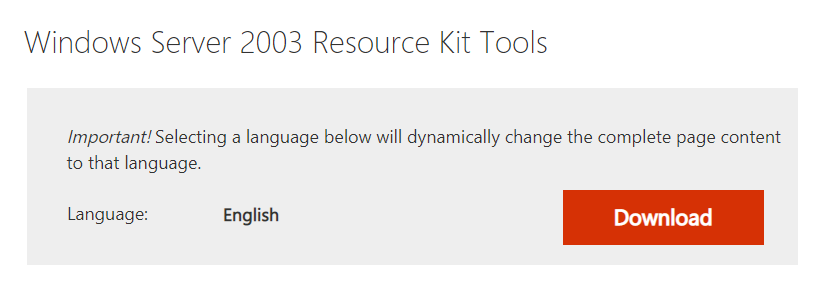 Windows Server 2003 Resource Kit Tools
Important! Selecting a language below will dynamically change the complete page content
to that language.
Language: English
Download